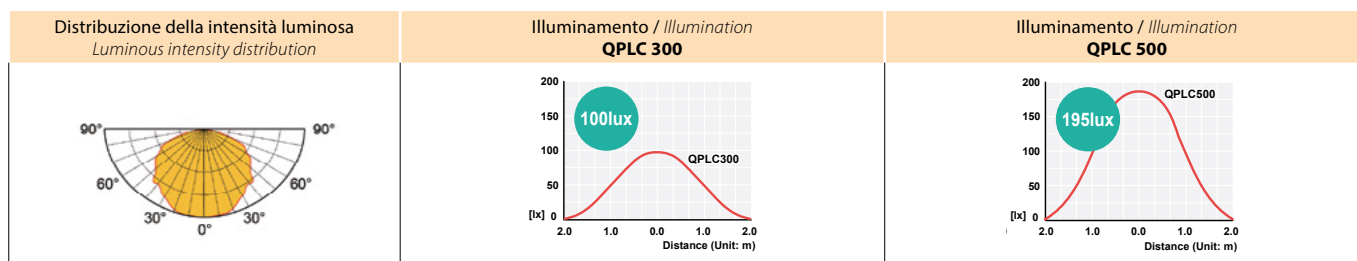 Distribuzione della intensità luminosa
Luminous intensity distribution
Illuminamento / Illumination
QPLC 300
Illuminamento / Illumination
QPLC 500
90°
90°
60°
60°
30°
30°
0°
200
150
100
50
[lx] 0
100lux
QPLC300
2.0 1.0 0.0 1.0 2.0
Distance (Unit: m)
200
150
100
50
[lx] 0
195lux
QPLC500
2.0 1.0 0.0 1.0 2.0
Distance (Unit: m)